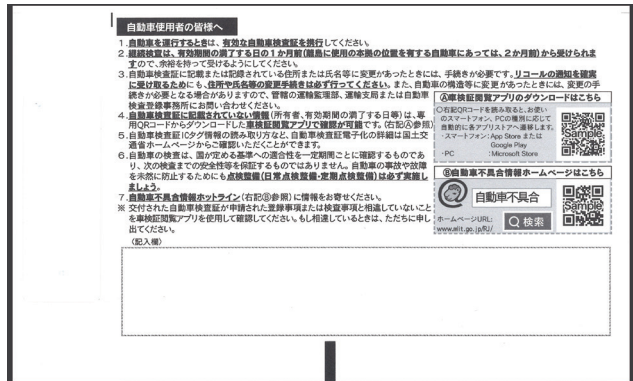 自動車使用者の皆様へ
1.自動車を運行するときは、有効な自動車検査証を携行してください。
2.継続検査は、有効期間の満了する日の1か月前(離島に使用の本拠の位置を有する自動車にあっては、2か月前)から受けられま
すので、余裕を持って受けるようにしてください。
3.自動車検査証に記載または記録されている住所または氏名等に変更があったときには、手続きが必要です。リコールの通知を確実
に受け取るためにも、住所や氏名等の変更手続きは必ず行ってください。また、自動車の構造等に変更があったときには、変更の手
続きが必要となる場合がありますので、管轄の運輸監理部、運輸支局または自動車
検査登録事務所にお問い合わせください。
4.自動車検査証に記載されていない情報(所有者、有効期間の満了する日等)は、専
用QRコードからダウンロードした車検証閲覧アプリで確認が可能です。(右記Ⓐ参照)
5.自動車検査証ICタグ情報の読み取り方など、自動車検査証電子化の詳細は国土交
通省ホームページからご確認いただくことができます。
6.自動車の検査は、国が定める基準への適合性を一定期間ごとに確認するものであ
り、次の検査までの安全性等を保証するものではありません。自動車の事故や故障
を未然に防止するためにも点検整備(日常点検整備・定期点検整備)は必ず実施し
ましょう。
7.自動車不具合情報ホットライン(右記Ⓑ参照)に情報をお寄せください。
※ 交付された自動車検査証が申請された登録事項または検査事項と相違していないこと
を車検証閲覧アプリを使用して確認してください。もし相違しているときは、ただちに申し
出てください。
(記入欄)
Ⓐ車検証閲覧アプリのダウンロードはこちら
○右記QRコードを読み取ると、お使い
のスマートフォン、PCの種別に応じて
自動的に各アプリストアへ遷移します。
・スマートフォン:App Store または
Google Play
・PC :Microsoft Store
Sample
Ⓑ自動車不具合情報ホームページはこちら
自動車不具合
ホームページURL:
www.mlit.go.jp/RJ/
検索
Sample